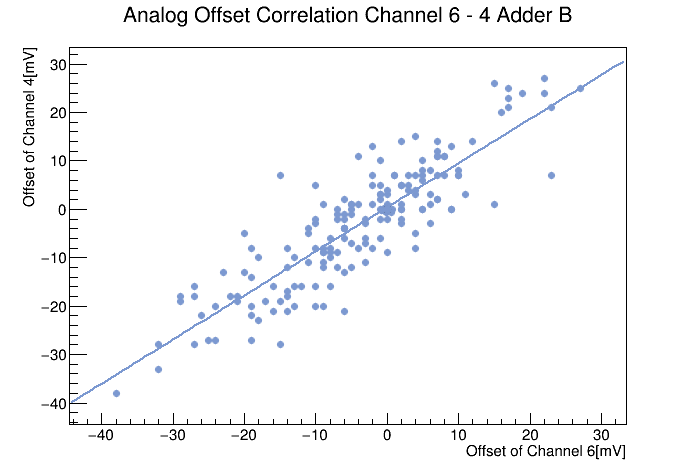 Analog Offset Correlation Channel 6 - 4 Adder B
Offset of Channel 4[mV]
30
20
10
0
−10
−20
−30
−40
−40 −30 −20 −10 0 10 20 30
Offset of Channel 6[mV]